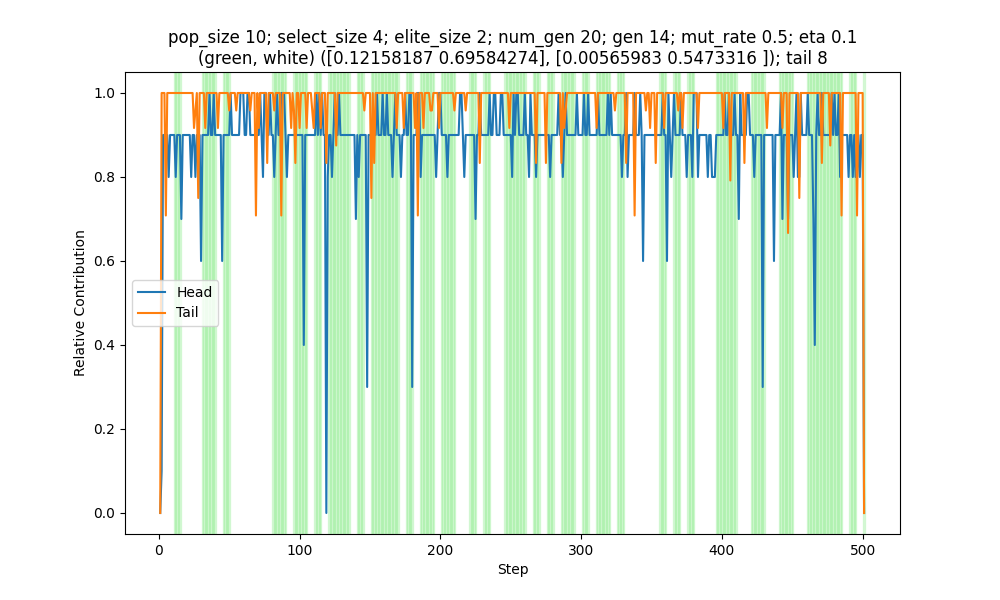 pop_size 10; select_size 4; elite_size 2; num_gen 20; gen 14; mut_rate 0.5; eta 0.1
(green, white) ([0.12158187 0.69584274], [0.00565983 0.5473316 ]); tail 8
1.0
0.8
0.6
0.4
0.2
0.0
Relative Contribution
Head
Tail
0 100 200 300 400 500
Step